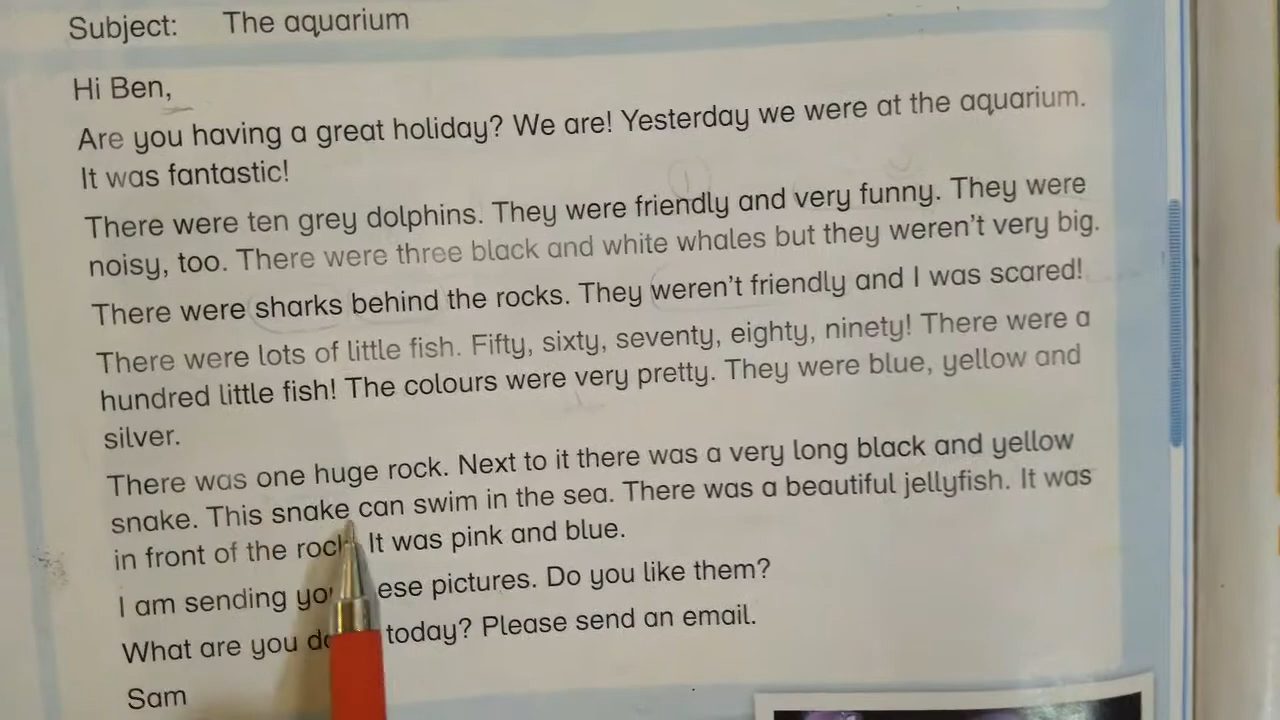 Subject: The aquarium
Hi Ben,
Are you having a great holiday? We are! Yesterday we were at the aquarium.
It was fantastic!
There were ten grey dolphins. They were friendly and very funny. They were
noisy, too. There were three black and white whales but they weren't very big.
There were sharks behind the rocks. They weren't friendly and I was scared!
There were lots of little fish. Fifty, sixty, seventy, eighty, ninety! There were a
hundred little fish! The colours were very pretty. They were blue, yellow and
silver.
There was one huge rock. Next to it there was a very long black and yellow
snake. This snake can swim in the sea. There was a beautiful jellyfish. It was
in front of the It was pink and blue.
I am sending pictures. Do you like them?
What are you today? Please send an email.
Sam